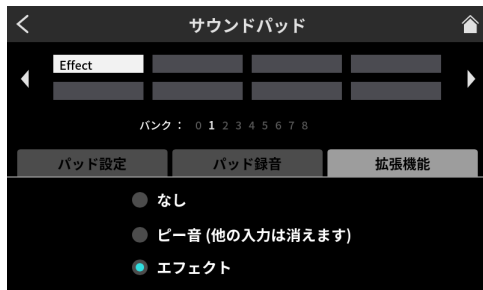 サウンドパッド
Effect
バンク： 0 1 2 3 4 5 6 7 8
パッド設定 パッド録音 拡張機能
なし
ピー音 (他の入力は消えます)
エフェクト